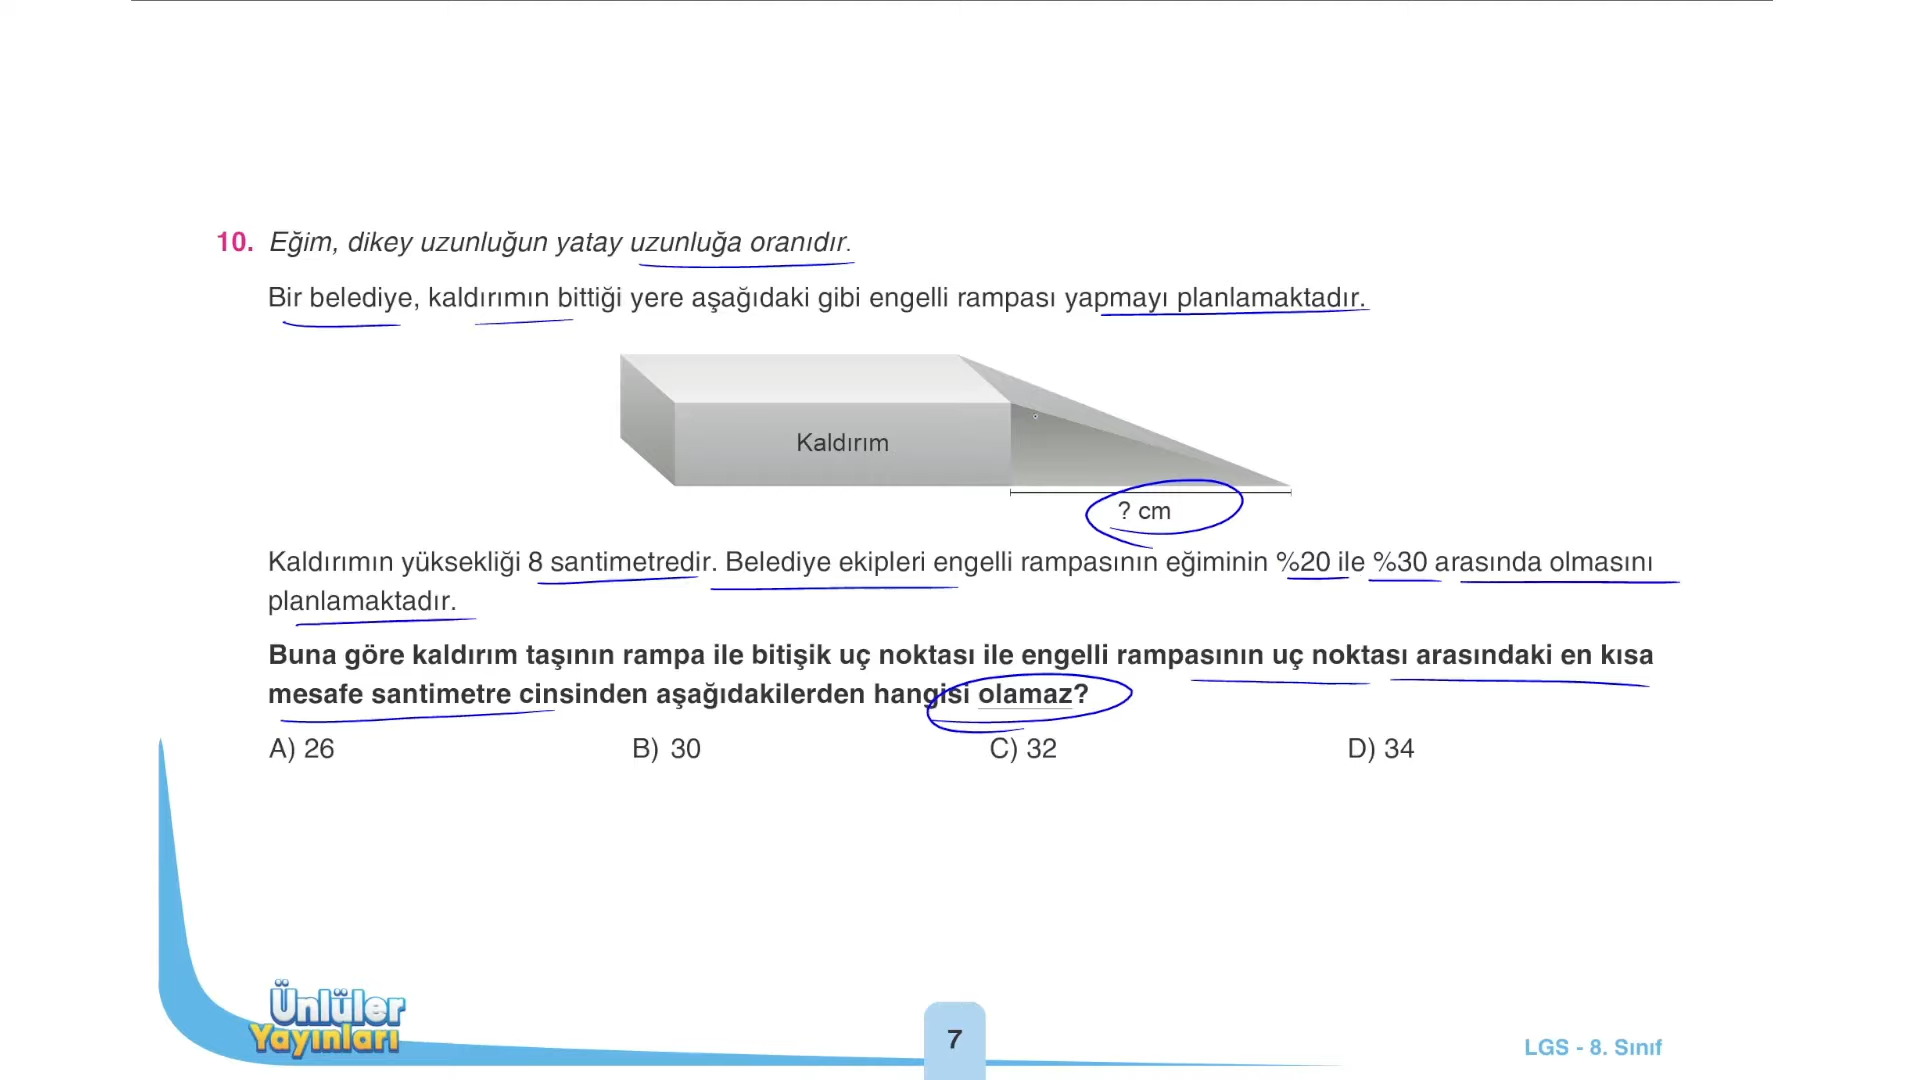 10. Eğim, dikey uzunluğun yatay uzunluğa oranıdır.
Bir belediye, kaldırımın bittiği yere aşağıdaki gibi engelli rampası yapmayı planlamaktadır.
Kaldırım
? cm
Kaldırımın yüksekliği 8 santimetredir. Belediye ekipleri engelli rampasının eğiminin %20 ile %30 arasında olmasını
planlamaktadır.
Buna göre kaldırım taşının rampa ile bitişik uç noktası ile engelli rampasının uç noktası arasındaki en kısa
mesafe santimetre cinsinden aşağıdakilerden hangisi olamaz?
A) 26 B) 30 C) 32 D) 34
Ünlüler
Yayınları
7
LGS - 8. Sınıf